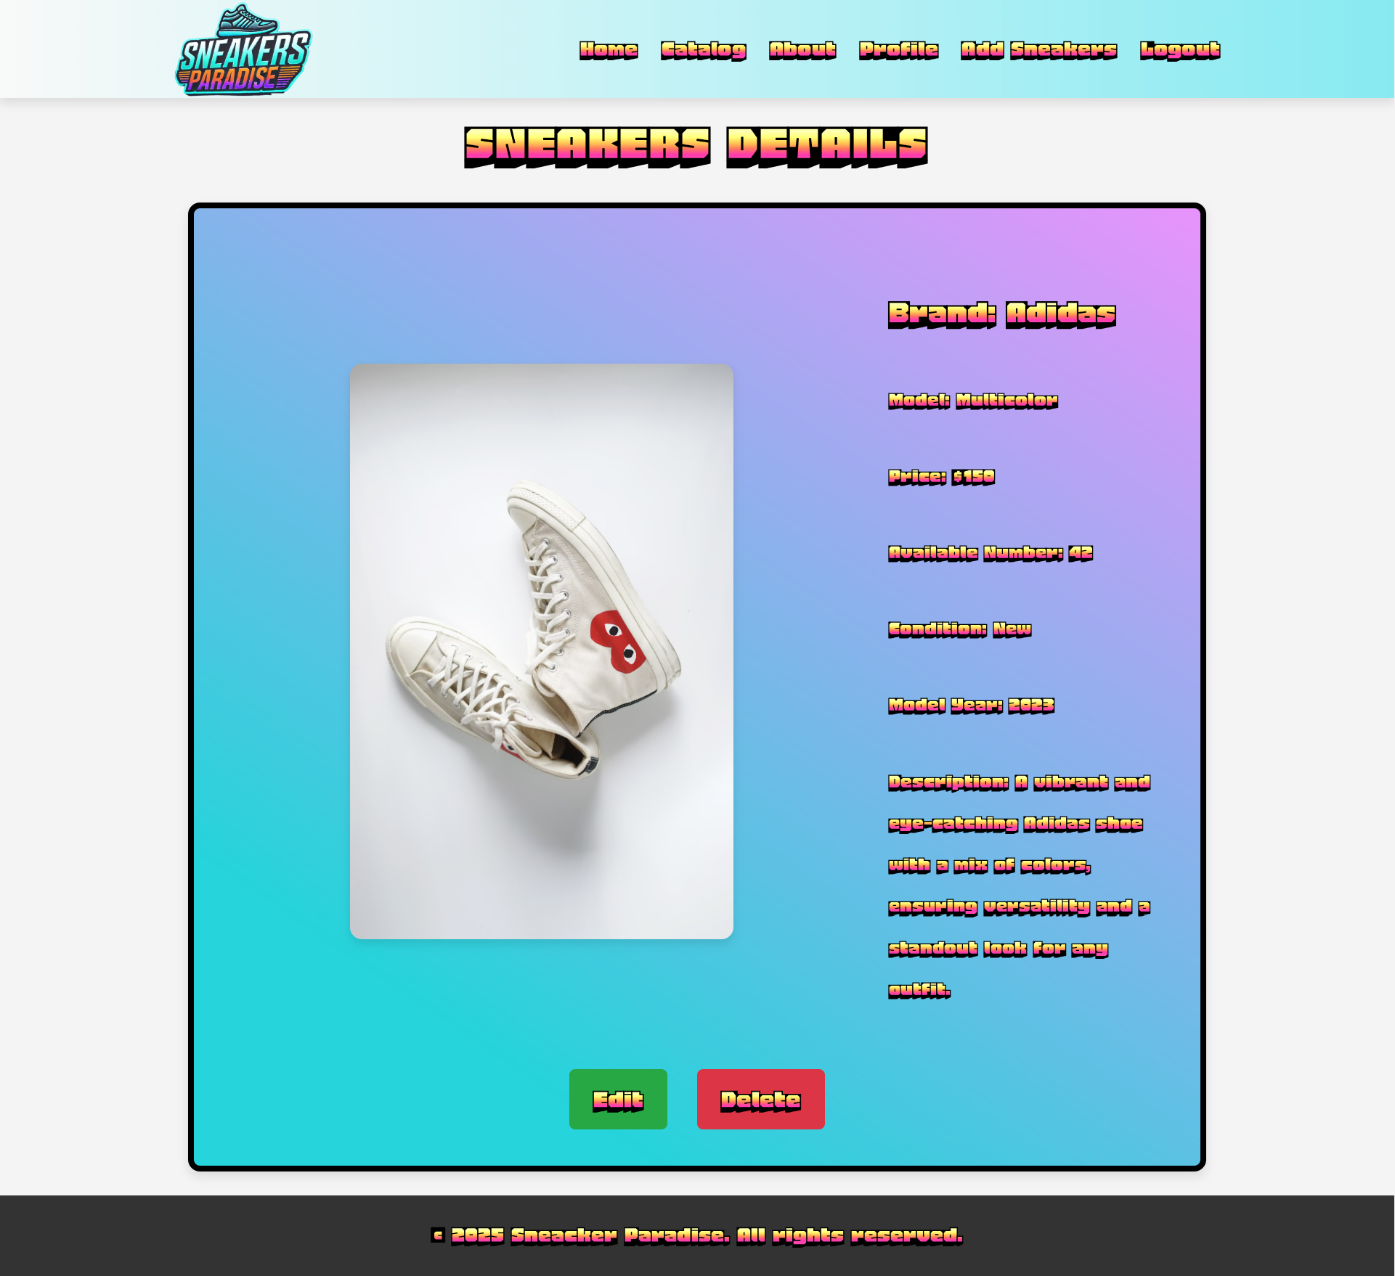 SNEAKERS
PARADISE
Home Catalog About Profile Add Sneakers Logout
SNEAKERS DETAILS
Brand: Adidas
Model: Multicolor
Price: $150
Available Number: 42
Condition: New
Model Year: 2023
Description: A vibrant and
eye-catching Adidas shoe
with a mix of colors,
ensuring versatility and a
standout look for any
outfit.
Edit Delete
© 2025 Sneacker Paradise. All rights reserved.